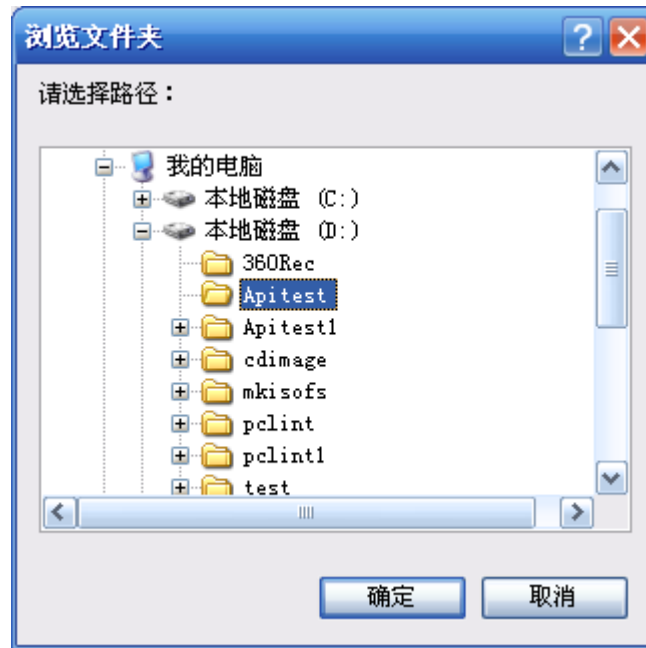 浏览文件夹
请选择路径：
我的电脑
本地磁盘 (C:)
本地磁盘 (D:)
360Rec
Apitest
Apitest1
cdimage
mkisofs
pclint
pclint1
test
确定 取消